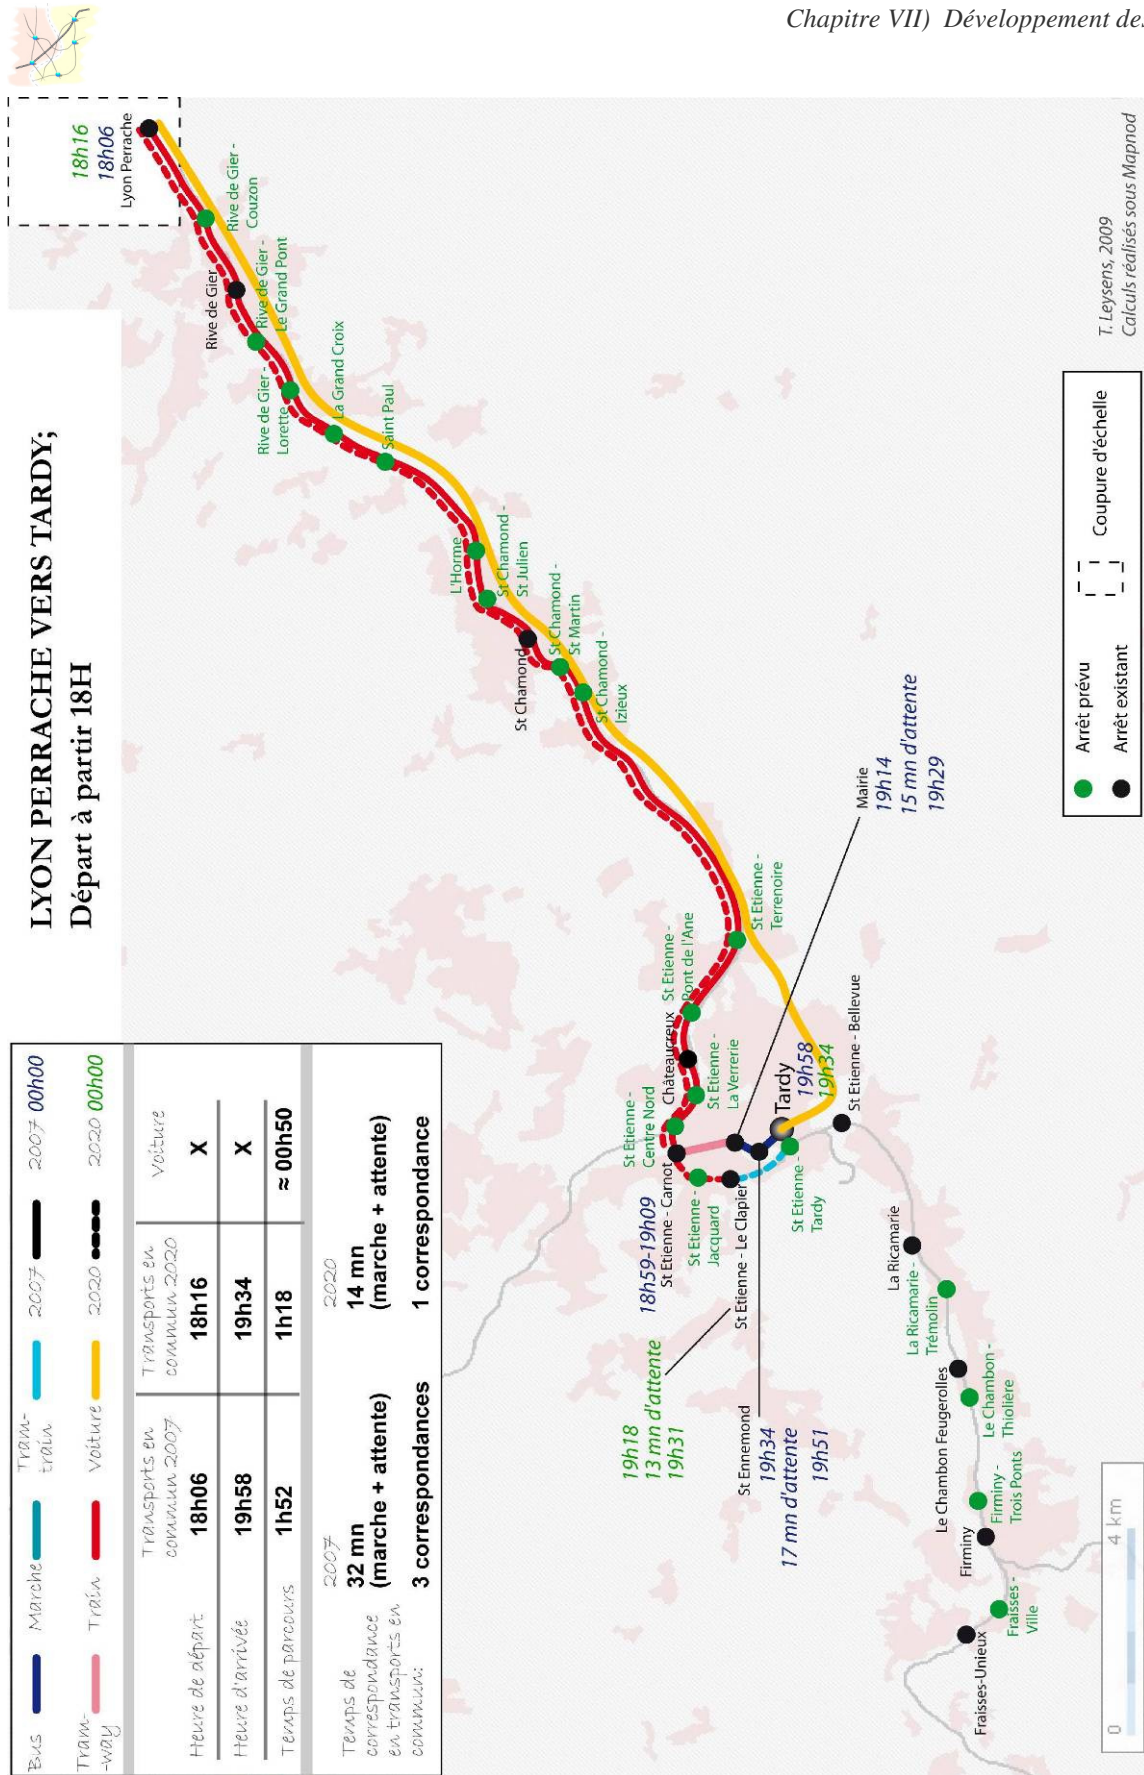 Chapitre VII)  Développement de
LYON PERRACHE VERS TARDY;
Départ à partir 18H
Bus
Marche
Tram-
train
2007
2007 00h00
Tram-
-way
Train
Voiture
2020
2020 00h00
Transports en
commun 2007
Transports en
commun 2020
Voiture
Heure de départ
18h06
18h16
X
Heure d'arrivée
19h58
19h34
X
Temps de parcours
1h52
1h18
≈ 00h50
Temps de
correspondance
en transports en
commun:
2007
32 mn
(marche + attente)
3 correspondances
2020
14 mn
(marche + attente)
1 correspondance
18h16
18h06
Lyon Perrache
Rive de Gier -
Couzon
Rive de Gier
Rive de Gier -
Le Grand Pont
Rive de Gier -
Lorette
La Grand Croix
Saint Paul
L'Horme
St Chamond -
St Julien
St Chamond
St Chamond -
St Martin
St Chamond -
Izieux
St Etienne -
Terrenoire
St Etienne -
Pont de l'Ane
Châteaucreux
St Etienne -
La Verrerie
St Etienne -
Centre Nord
18h59-19h09
St Etienne - Carnot
St Etienne -
Jacquard
St Etienne - Le Clapier
19h18
13 mn d'attente
19h31
Mairie
19h14
15 mn d'attente
19h29
St Ennemond
19h34
17 mn d'attente
19h51
Tardy
19h58
19h34
St Etienne -
Tardy
St Etienne - Bellevue
La Ricamarie
La Ricamarie -
Trémolin
Le Chambon Feugerolles
Le Chambon -
Thiolière
Firminy -
Trois Ponts
Firminy
Fraisses -
Ville
Fraisses-Unieux
0
4 km
Arrêt prévu
Arrêt existant
Coupure d'échelle
T. Leysens, 2009
Calculs réalisés sous Mapnod